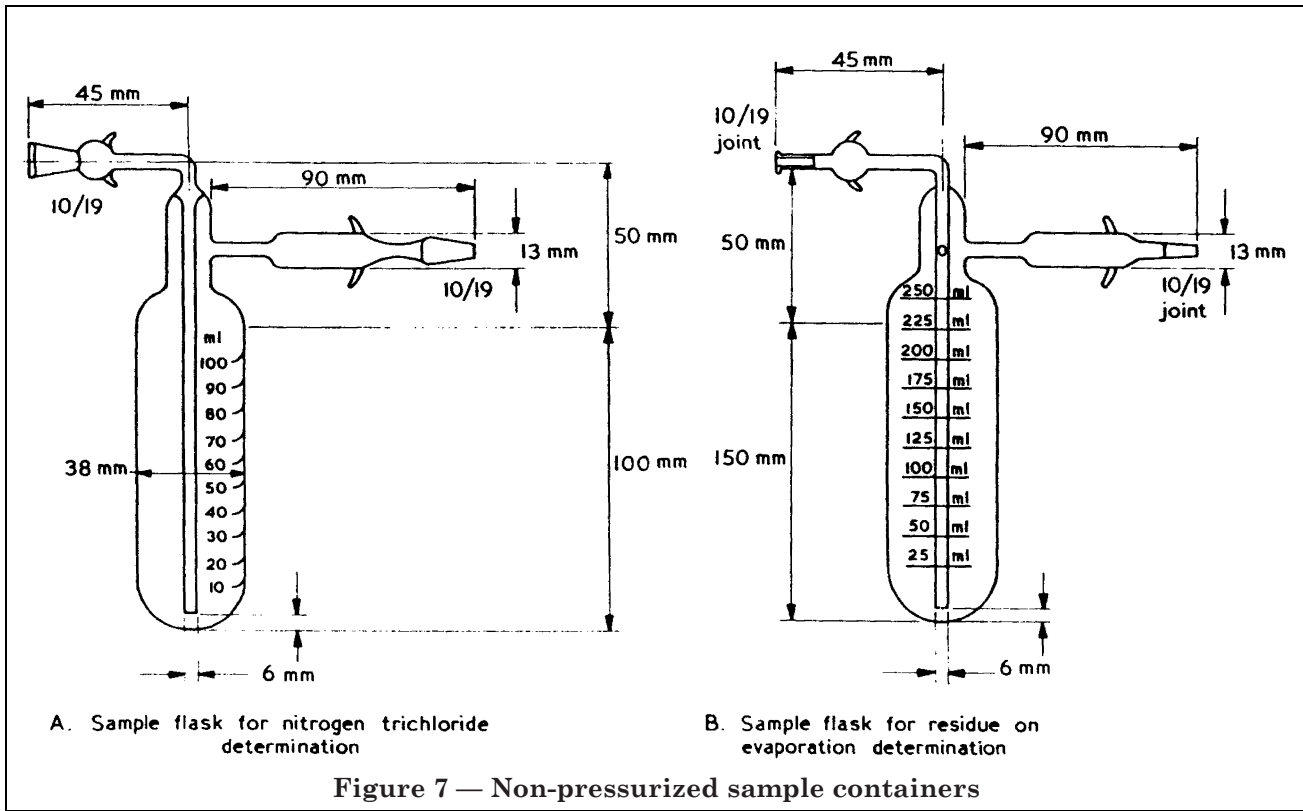 45 mm
10/19
90 mm
13 mm
10/19
50 mm
ml
100
90
80
70
60
50
40
30
20
10
38 mm
100 mm
6 mm
A. Sample flask for nitrogen trichloride
determination
45 mm
10/19
joint
90 mm
50 mm
13 mm
10/19
joint
250 ml
225 ml
200 ml
175 ml
150 ml
125 ml
100 ml
75 ml
50 ml
25 ml
150 mm
6 mm
B. Sample flask for residue on
evaporation determination
Figure 7 — Non-pressurized sample containers